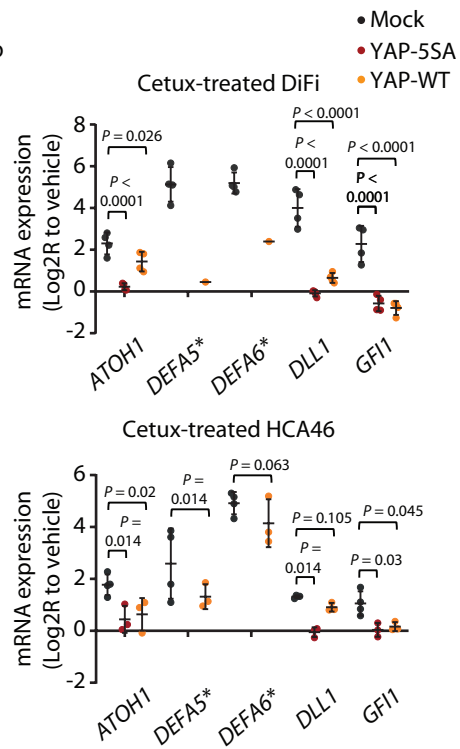 Mock
YAP-5SA
YAP-WT
Cetux-treated DiFi
mRNA expression
(Log2R to vehicle)
8
6
4
2
0
-2
P = 0.026
P <
0.0001
P < 0.0001
P <
0.0001
P < 0.0001
P <
0.0001
ATOH1
DEFA5*
DEFA6*
DLL1
GFI1
Cetux-treated HCA46
mRNA expression
(Log2R to vehicle)
6
4
2
0
-2
P = 0.02
P =
0.014
P =
0.014
P = 0.063
P = 0.105
P =
0.014
P = 0.045
P = 0.03
ATOH1
DEFA5*
DEFA6*
DLL1
GFI1